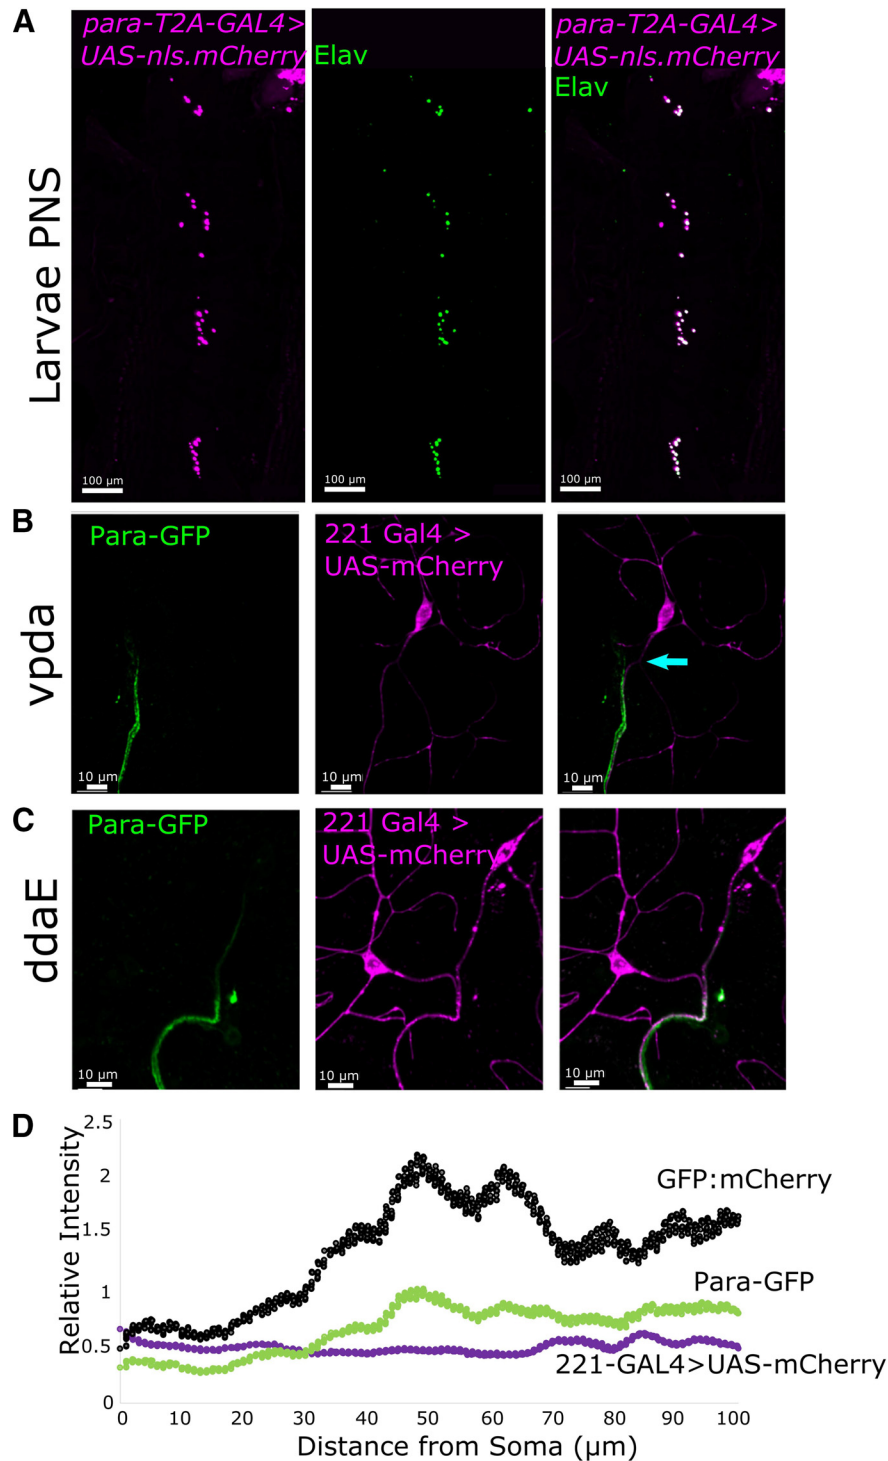 A
para-T2A-GAL4>
UAS-nls.mCherry
Elav
para-T2A-GAL4>
UAS-nls.mCherry
Elav
Larvae PNS
100 µm
100 µm
100 µm
B
Para-GFP
221 Gal4 >
UAS-mCherry
vpda
10 µm
10 µm
10 µm
C
Para-GFP
221 Gal4 >
UAS-mCherry
ddaE
10 µm
10 µm
10 µm
D
Relative Intensity
2.5
2
1.5
1
0.5
0
GFP:mCherry
Para-GFP
221-GAL4>UAS-mCherry
0 10 20 30 40 50 60 70 80 90 100
Distance from Soma (µm)